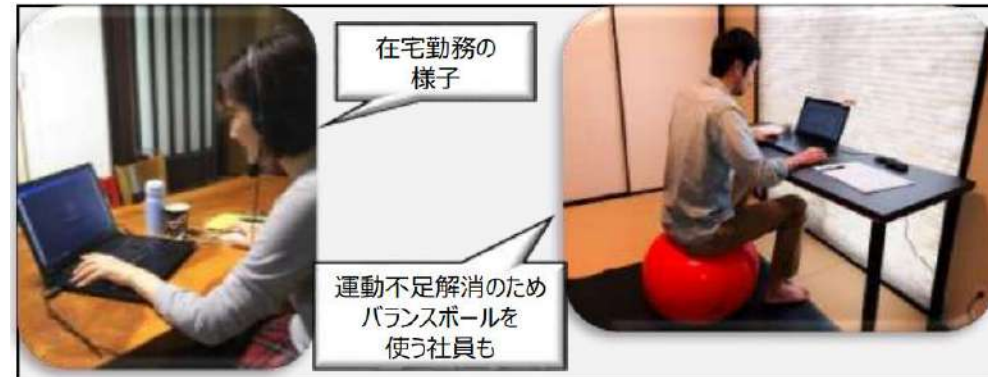 在宅勤務の
様子
運動不足解消のため
バランスボールを
使う社員も